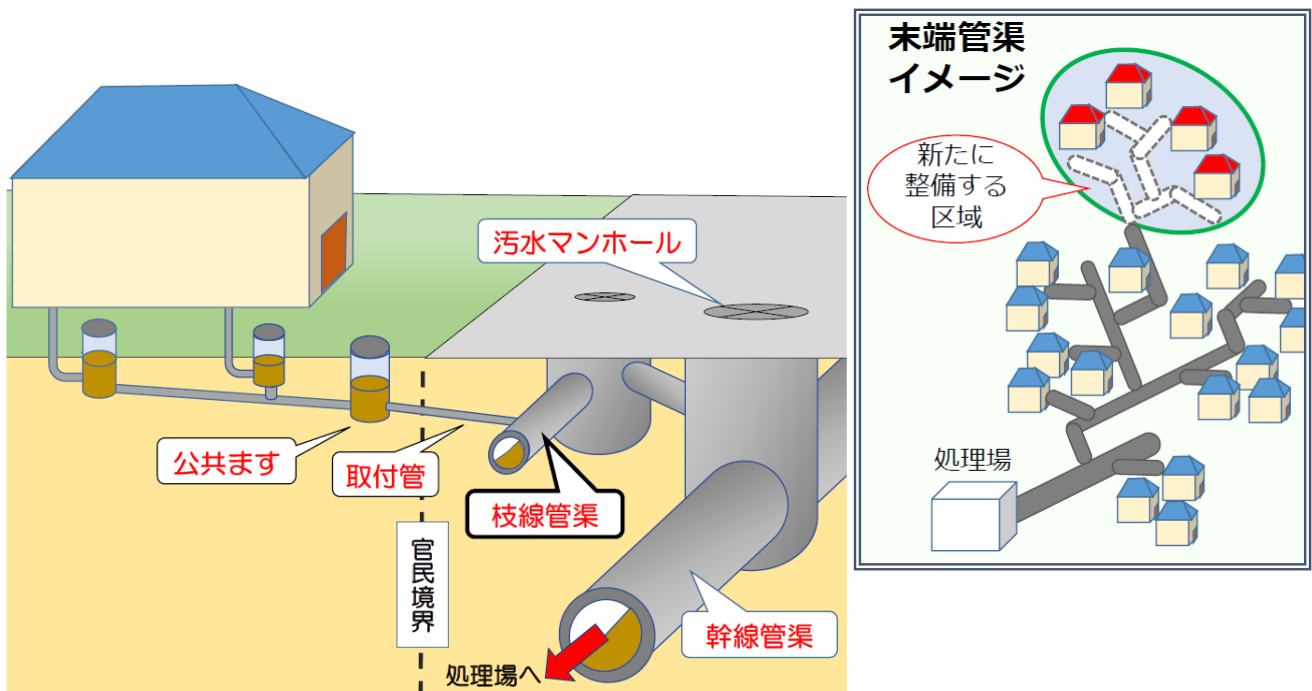 汚水マンホール
公共ます
取付管
枝線管渠
官民境界
幹線管渠
処理場へ
末端管渠
イメージ
新たに
整備する
区域
処理場